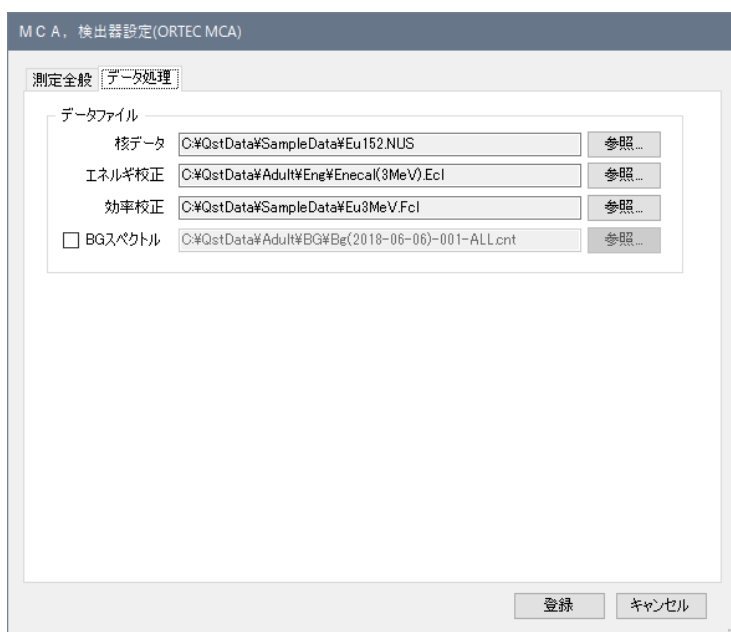 ＭＣＡ，検出器設定(ORTEC MCA)
測定全般 データ処理
データファイル
核データ C:¥QstData¥SampleData¥Eu152.NUS 参照...
エネルギ校正 C:¥QstData¥Adult¥Eng¥Enecal(3MeV).Ecl 参照...
効率校正 C:¥QstData¥SampleData¥Eu3MeV.Fcl 参照...
BGスペクトル C:¥QstData¥Adult¥BG¥Bg(2018-06-06)-001-ALL.cnt 参照...
登録 キャンセル